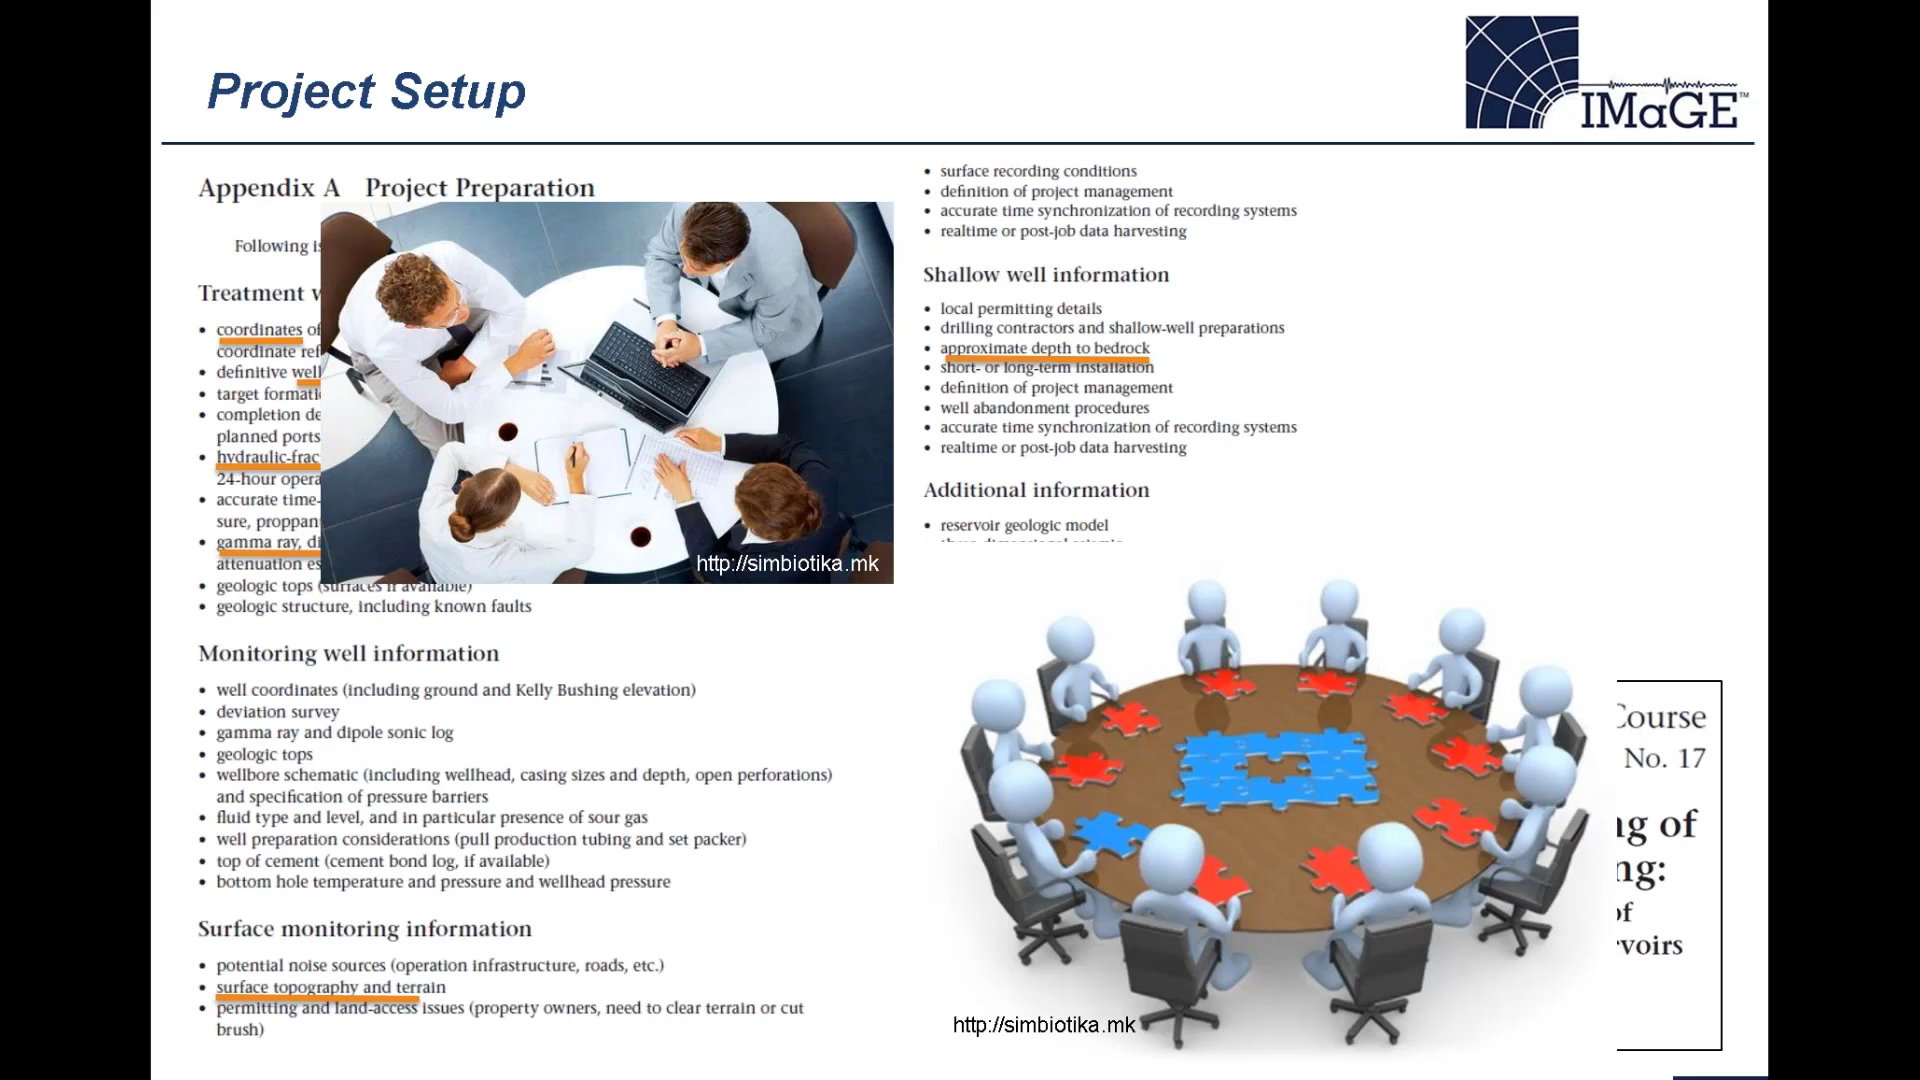 Project Setup
IMaGE™
Appendix A Project Preparation
Following is
Treatment w
• coordinates of
coordinate ref
• definitive well
• target formati
• completion de
planned ports
• hydraulic-frac
24-hour opera
• accurate time-
sure, proppan
• gamma ray, di
attenuation es
• geologic tops (surfaces if available)
• geologic structure, including known faults
Monitoring well information
• well coordinates (including ground and Kelly Bushing elevation)
• deviation survey
• gamma ray and dipole sonic log
• geologic tops
• wellbore schematic (including wellhead, casing sizes and depth, open perforations)
and specification of pressure barriers
• fluid type and level, and in particular presence of sour gas
• well preparation considerations (pull production tubing and set packer)
• top of cement (cement bond log, if available)
• bottom hole temperature and pressure and wellhead pressure
Surface monitoring information
• potential noise sources (operation infrastructure, roads, etc.)
• surface topography and terrain
• permitting and land-access issues (property owners, need to clear terrain or cut
brush)
http://simbiotika.mk
• surface recording conditions
• definition of project management
• accurate time synchronization of recording systems
• realtime or post-job data harvesting
Shallow well information
• local permitting details
• drilling contractors and shallow-well preparations
• approximate depth to bedrock
• short- or long-term installation
• definition of project management
• well abandonment procedures
• accurate time synchronization of recording systems
• realtime or post-job data harvesting
Additional information
• reservoir geologic model
http://simbiotika.mk
Course
No. 17
ng of
ng:
of
rvoirs